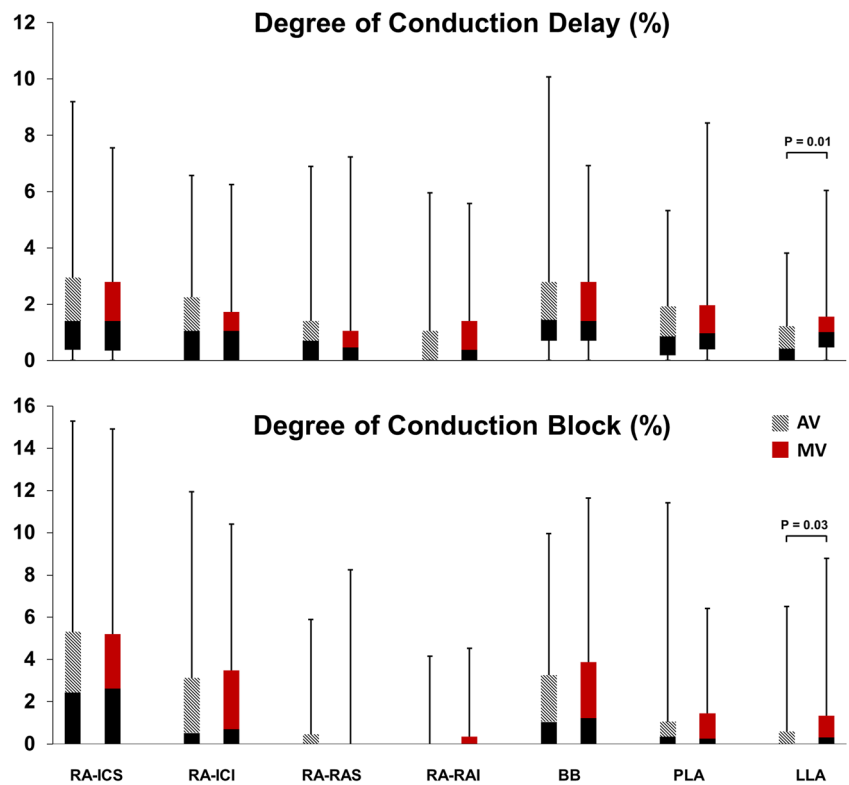 Degree of Conduction Delay (%)
12
10
8
6
4
2
0
P = 0.01
Degree of Conduction Block (%)
16
14
12
10
8
6
4
2
0
AV
MV
P = 0.03
RA-ICS RA-ICI RA-RAS RA-RAI BB PLA LLA